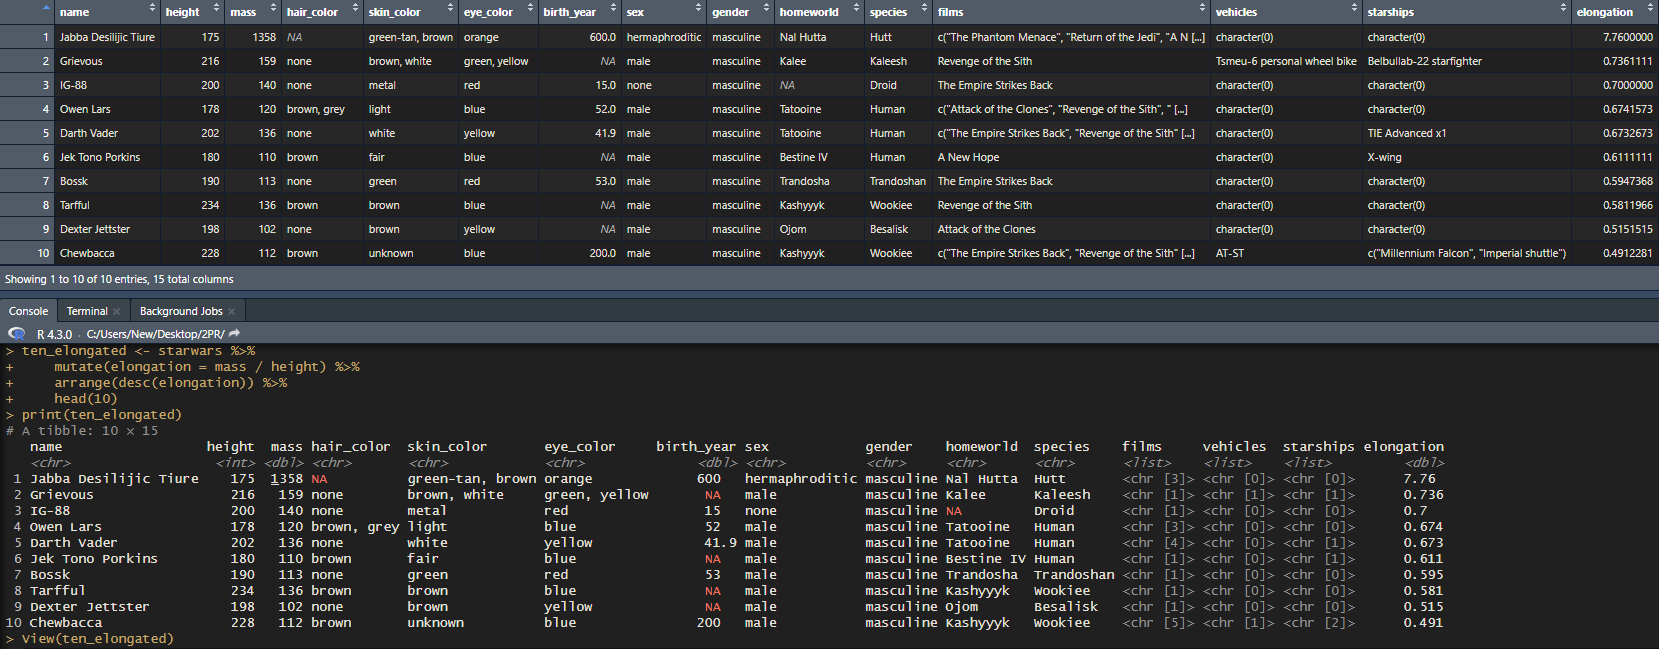 name height mass hair_color skin_color eye_color birth_year sex gender homeworld species films vehicles starships elongation
1 Jabba Desilijic Tiure 175 1358 NA green-tan, brown orange 600.0 hermaphroditic masculine Nal Hutta Hutt c("The Phantom Menace", "Return of the Jedi", "A N [...] character(0) character(0) 7.7600000
2 Grievous 216 159 none brown, white green, yellow NA male masculine Kalee Kaleesh Revenge of the Sith Tsmeu-6 personal wheel bike Belbullab-22 starfighter 0.7361111
3 IG-88 200 140 none metal red 15.0 none masculine NA Droid The Empire Strikes Back character(0) character(0) 0.7000000
4 Owen Lars 178 120 brown, grey light blue 52.0 male masculine Tatooine Human c("Attack of the Clones", "Revenge of the Sith", " [...] character(0) character(0) 0.6741573
5 Darth Vader 202 136 none white yellow 41.9 male masculine Tatooine Human c("The Empire Strikes Back", "Revenge of the Sith" [...] character(0) TIE Advanced x1 0.6732673
6 Jek Tono Porkins 180 110 brown fair blue NA male masculine Bestine IV Human A New Hope character(0) X-wing 0.6111111
7 Bossk 190 113 none green red 53.0 male masculine Trandosha Trandoshan The Empire Strikes Back character(0) character(0) 0.5947368
8 Tarfful 234 136 brown brown blue NA male masculine Kashyyyk Wookiee Revenge of the Sith character(0) character(0) 0.5811966
9 Dexter Jettster 198 102 none brown yellow NA male masculine Ojom Besalisk Attack of the Clones character(0) character(0) 0.5151515
10 Chewbacca 228 112 brown unknown blue 200.0 male masculine Kashyyyk Wookiee c("The Empire Strikes Back", "Revenge of the Sith" [...] AT-ST c("Millennium Falcon", "Imperial shuttle") 0.4912281
Showing 1 to 10 of 10 entries, 15 total columns
Console Terminal × Background Jobs ×
R 4.3.0 · C:/Users/New/Desktop/2PR/
> ten_elongated <- starwars %>%
+ mutate(elongation = mass / height) %>%
+ arrange(desc(elongation)) %>%
+ head(10)
> print(ten_elongated)
# A tibble: 10 × 15
name height mass hair_color skin_color eye_color birth_year sex gender homeworld species films vehicles starships elongation
<chr> <int> <dbl> <chr> <chr> <chr> <dbl> <chr> <chr> <chr> <chr> <list> <list> <list> <dbl>
1 Jabba Desilijic Tiure 175 1358 NA green-tan, brown orange 600 hermaphroditic masculine Nal Hutta Hutt <chr [3]> <chr [0]> <chr [0]> 7.76
2 Grievous 216 159 none brown, white green, yellow NA male masculine Kalee Kaleesh <chr [1]> <chr [1]> <chr [1]> 0.736
3 IG-88 200 140 none metal red 15 none masculine NA Droid <chr [1]> <chr [0]> <chr [0]> 0.7
4 Owen Lars 178 120 brown, grey light blue 52 male masculine Tatooine Human <chr [3]> <chr [0]> <chr [0]> 0.674
5 Darth Vader 202 136 none white yellow 41.9 male masculine Tatooine Human <chr [4]> <chr [0]> <chr [1]> 0.673
6 Jek Tono Porkins 180 110 brown fair blue NA male masculine Bestine IV Human <chr [1]> <chr [0]> <chr [1]> 0.611
7 Bossk 190 113 none green red 53 male masculine Trandosha Trandoshan <chr [1]> <chr [0]> <chr [0]> 0.595
8 Tarfful 234 136 brown brown blue NA male masculine Kashyyyk Wookiee <chr [1]> <chr [0]> <chr [0]> 0.581
9 Dexter Jettster 198 102 none brown yellow NA male masculine Ojom Besalisk <chr [1]> <chr [0]> <chr [0]> 0.515
10 Chewbacca 228 112 brown unknown blue 200 male masculine Kashyyyk Wookiee <chr [5]> <chr [1]> <chr [2]> 0.491
> View(ten_elongated)